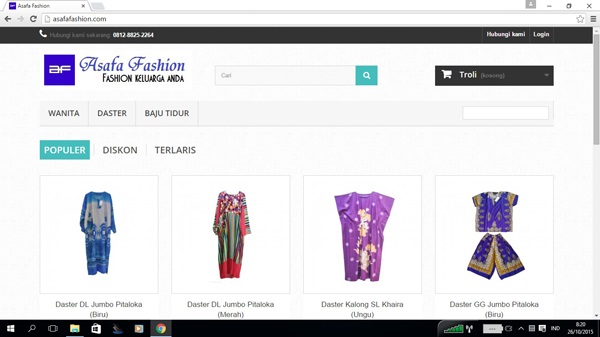 Asafa Fashion
asafafashion.com
Hubungi kami sekarang: 0812-8825-2264
Hubungi kami Login
AF Asafa Fashion
FASHION KELUARGA ANDA
Cari
Troli (kosong)
WANITA DASTER BAJU TIDUR
POPULER DISKON TERLARIS
Daster DL Jumbo Pitaloka (Biru)
Daster DL Jumbo Pitaloka (Merah)
Daster Kalong SL Khaira (Ungu)
Daster GG Jumbo Pitaloka (Biru)
IND
8:20
26/10/2015